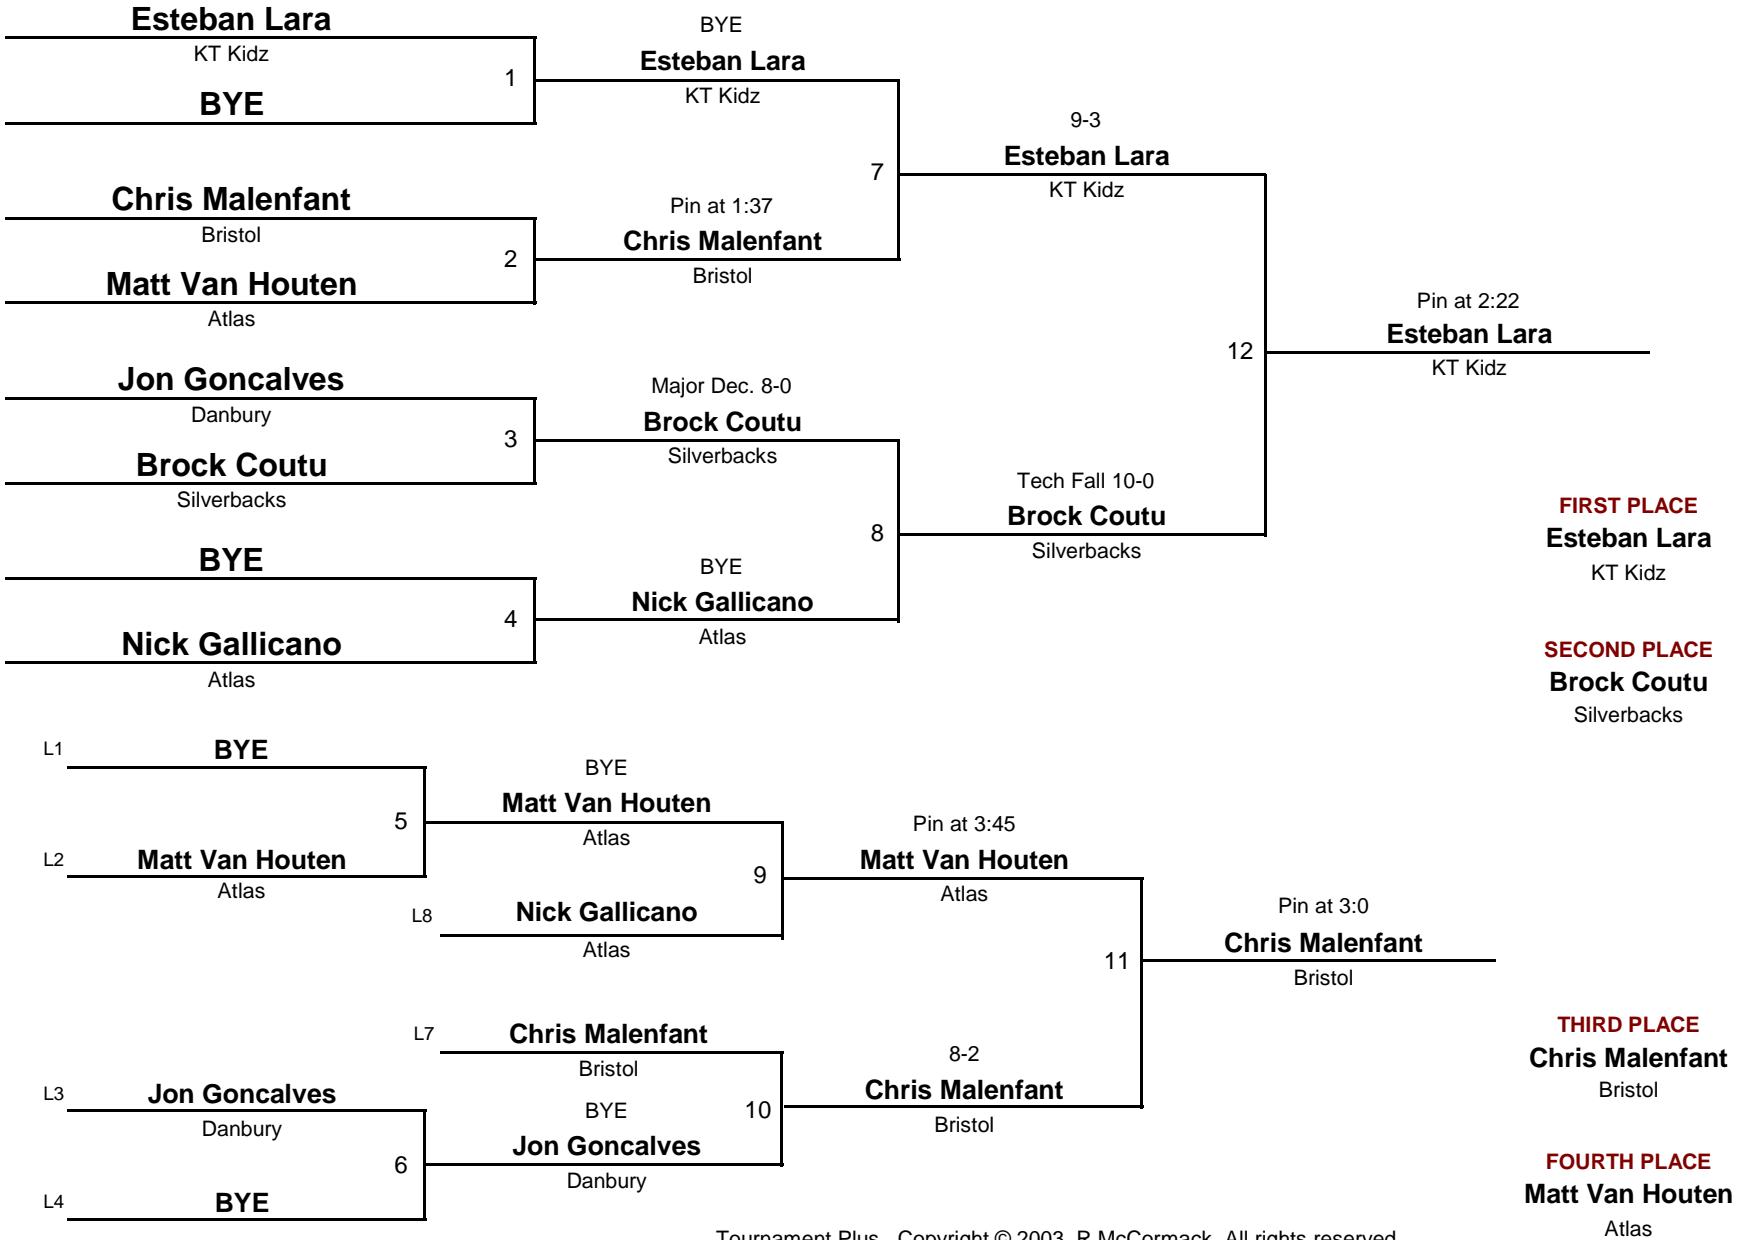 Esteban Lara
KT Kidz
1
BYE
BYE
Esteban Lara
KT Kidz
7
9-3
Esteban Lara
KT Kidz
Chris Malenfant
Bristol
2
Matt Van Houten
Atlas
Pin at 1:37
Chris Malenfant
Bristol
12
Pin at 2:22
Esteban Lara
KT Kidz
Jon Goncalves
Danbury
3
Brock Coutu
Silverbacks
Major Dec. 8-0
Brock Coutu
Silverbacks
8
Tech Fall 10-0
Brock Coutu
Silverbacks
BYE
4
Nick Gallicano
Atlas
BYE
Nick Gallicano
Atlas
FIRST PLACE
Esteban Lara
KT Kidz
SECOND PLACE
Brock Coutu
Silverbacks
L1
BYE
5
L2
Matt Van Houten
Atlas
BYE
Matt Van Houten
Atlas
9
L8
Nick Gallicano
Atlas
Pin at 3:45
Matt Van Houten
Atlas
11
Pin at 3:0
Chris Malenfant
Bristol
L7
Chris Malenfant
Bristol
10
8-2
Chris Malenfant
Bristol
L3
Jon Goncalves
Danbury
6
L4
BYE
BYE
Jon Goncalves
Danbury
THIRD PLACE
Chris Malenfant
Bristol
FOURTH PLACE
Matt Van Houten
Atlas
Tournament Plus Copyright © 2003 R McCormack All rights reserved